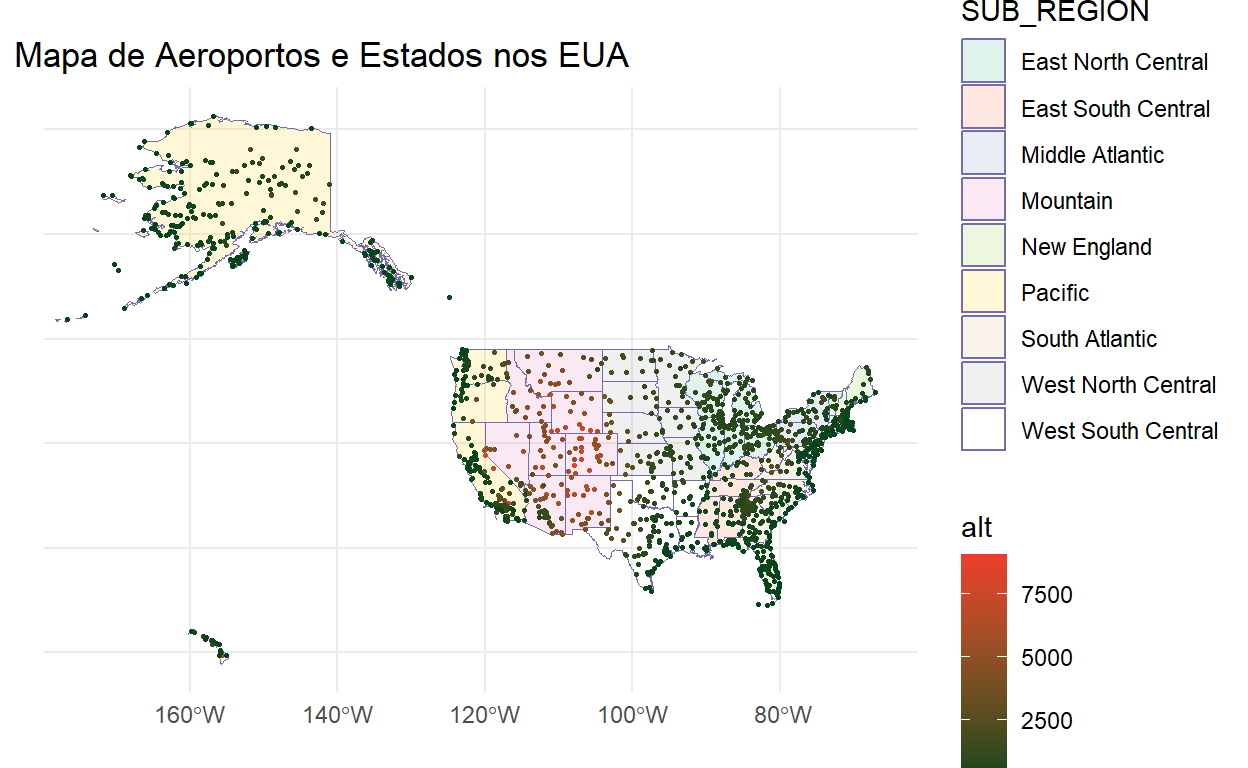 Mapa de Aeroportos e Estados nos EUA
160°W
140°W
120°W
100°W
80°W
SUB_REGION
East North Central
East South Central
Middle Atlantic
Mountain
New England
Pacific
South Atlantic
West North Central
West South Central
alt
7500
5000
2500